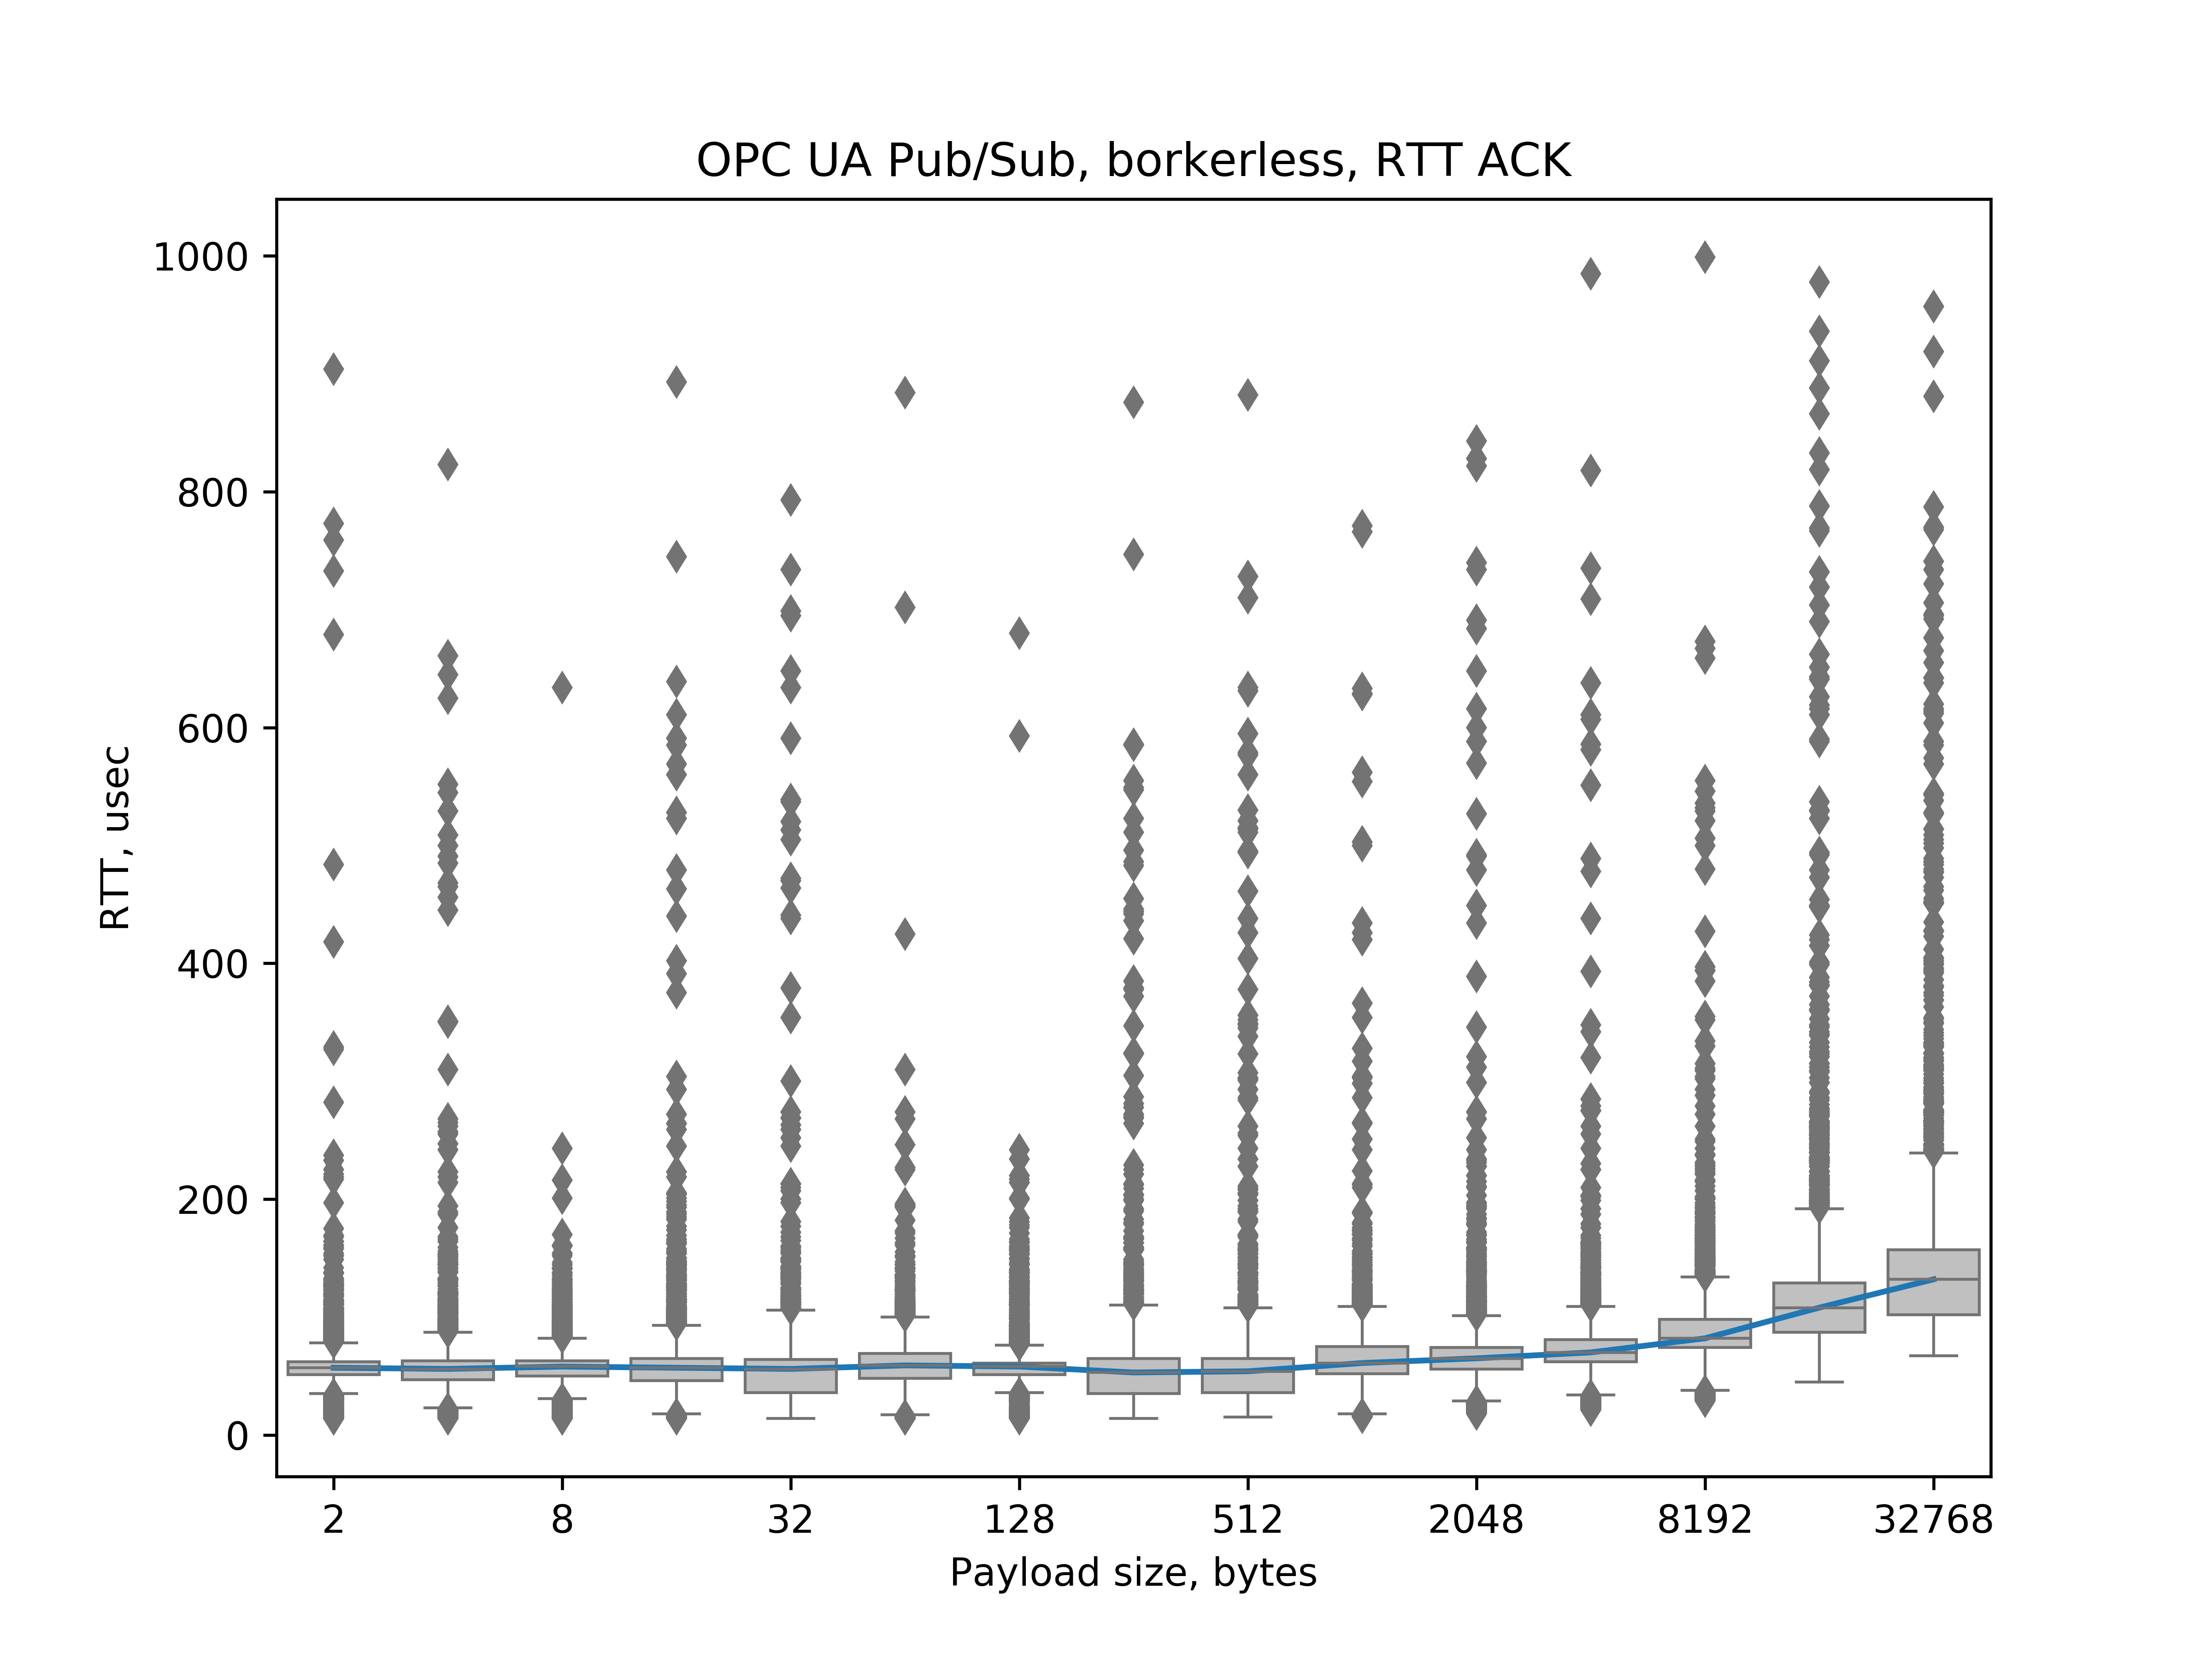 OPC UA Pub/Sub, borkerless, RTT ACK
1000
800
600
400
200
0
RTT, usec
2 8 32 128 512 2048 8192 32768
Payload size, bytes